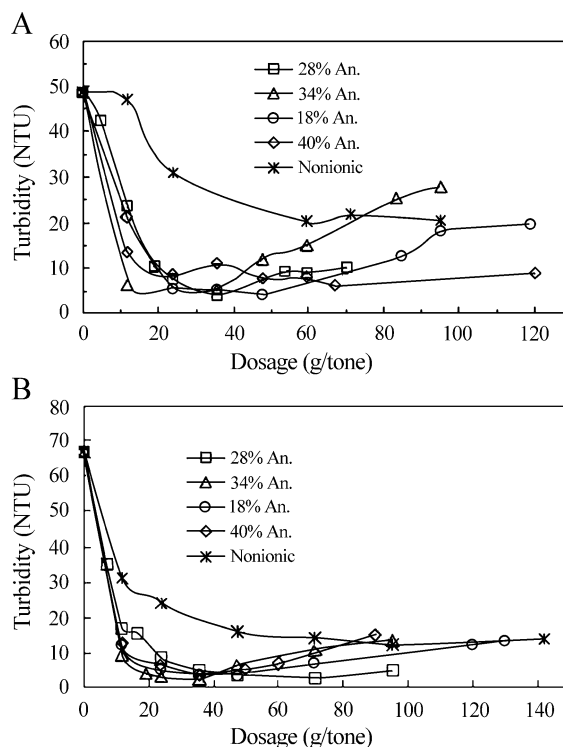 A
60
50
40
30
20
10
0
Turbidity (NTU)
28% An.
34% An.
18% An.
40% An.
Nonionic
0 20 40 60 80 100 120
Dosage (g/tone)
B
80
70
60
50
40
30
20
10
0
Turbidity (NTU)
28% An.
34% An.
18% An.
40% An.
Nonionic
0 20 40 60 80 100 120 140
Dosage (g/tone)